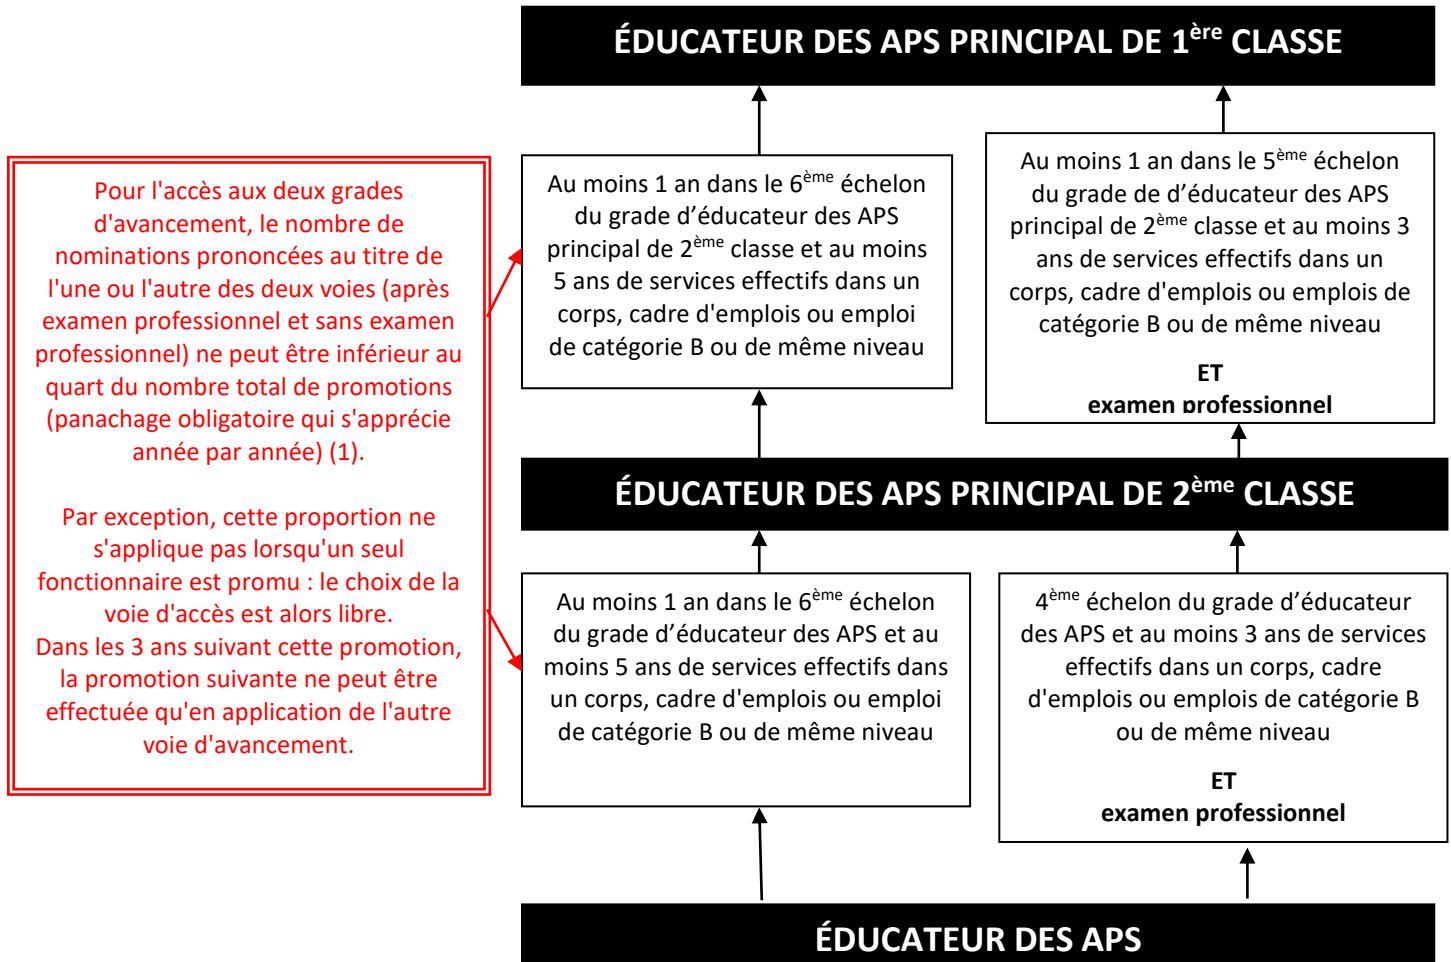 ÉDUCATEUR DES APS PRINCIPAL DE 1ère CLASSE
Pour l'accès aux deux grades
d'avancement, le nombre de
nominations prononcées au titre de
l'une ou l'autre des deux voies (après
examen professionnel et sans examen
professionnel) ne peut être inférieur au
quart du nombre total de promotions
(panachage obligatoire qui s'apprécie
année par année) (1).
Par exception, cette proportion ne
s'applique pas lorsqu'un seul
fonctionnaire est promu : le choix de la
voie d'accès est alors libre.
Dans les 3 ans suivant cette promotion,
la promotion suivante ne peut être
effectuée qu'en application de l'autre
voie d'avancement.
Au moins 1 an dans le 6ème échelon
du grade d’éducateur des APS
principal de 2ème classe et au moins
5 ans de services effectifs dans un
corps, cadre d'emplois ou emploi
de catégorie B ou de même niveau
Au moins 1 an dans le 5ème échelon
du grade de d’éducateur des APS
principal de 2ème classe et au moins 3
ans de services effectifs dans un
corps, cadre d'emplois ou emplois de
catégorie B ou de même niveau
ET
examen professionnel
ÉDUCATEUR DES APS PRINCIPAL DE 2ème CLASSE
Au moins 1 an dans le 6ème échelon
du grade d’éducateur des APS et au
moins 5 ans de services effectifs dans
un corps, cadre d'emplois ou emploi
de catégorie B ou de même niveau
4ème échelon du grade d’éducateur
des APS et au moins 3 ans de services
effectifs dans un corps, cadre
d'emplois ou emplois de catégorie B
ou de même niveau
ET
examen professionnel
ÉDUCATEUR DES APS